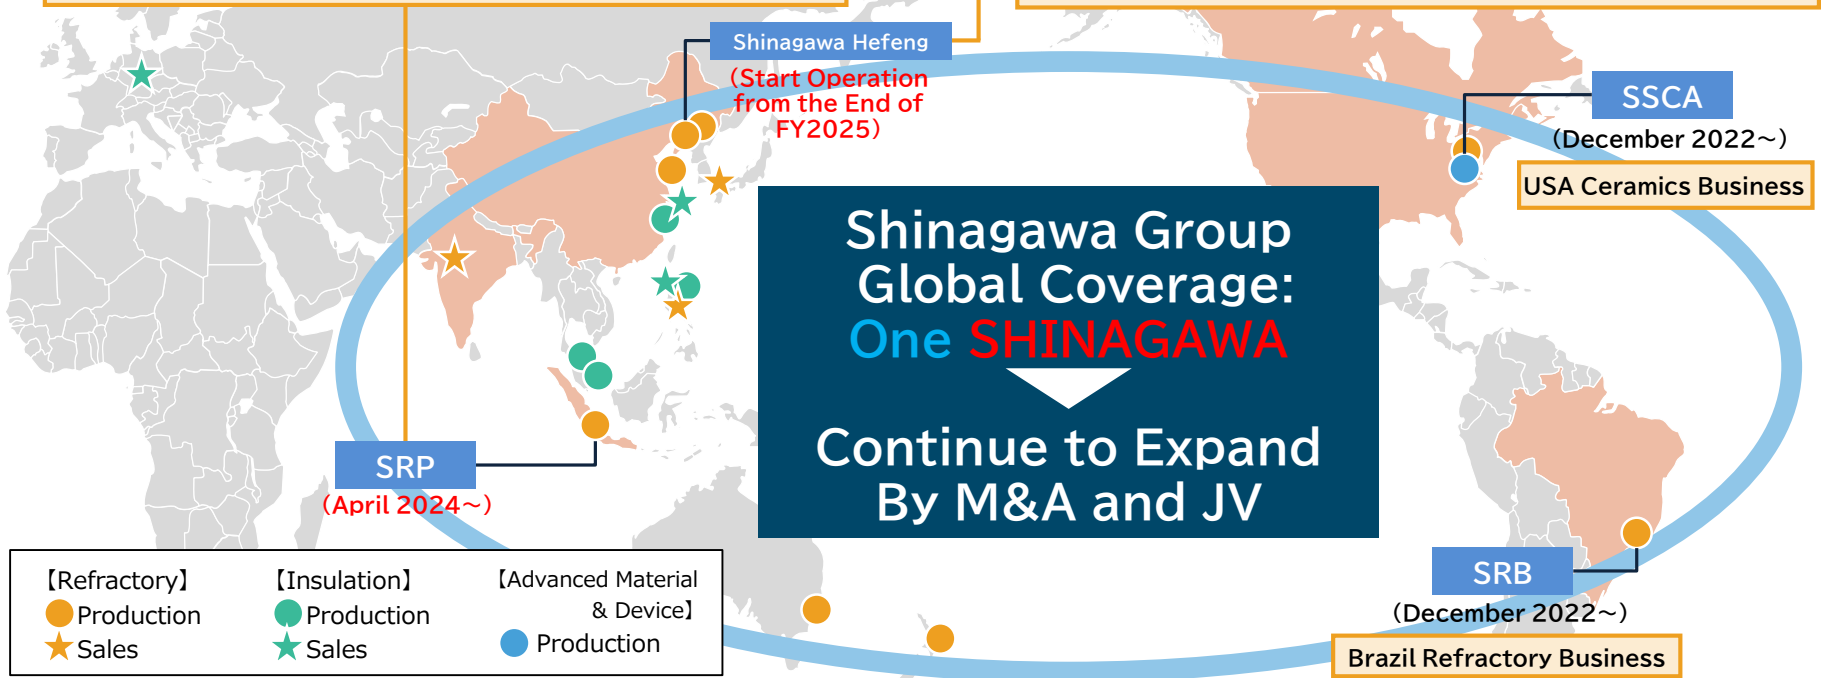 Shinagawa Hefeng
(Start Operation
from the End of
FY2025)
SSCA
(December 2022~)
USA Ceramics Business
Shinagawa Group
Global Coverage:
One SHINAGAWA
Continue to Expand
By M&A and JV
SRP
(April 2024~)
SRB
(December 2022~)
Brazil Refractory Business
【Refractory】
Production
Sales
【Insulation】
Production
Sales
【Advanced Material
& Device】
Production